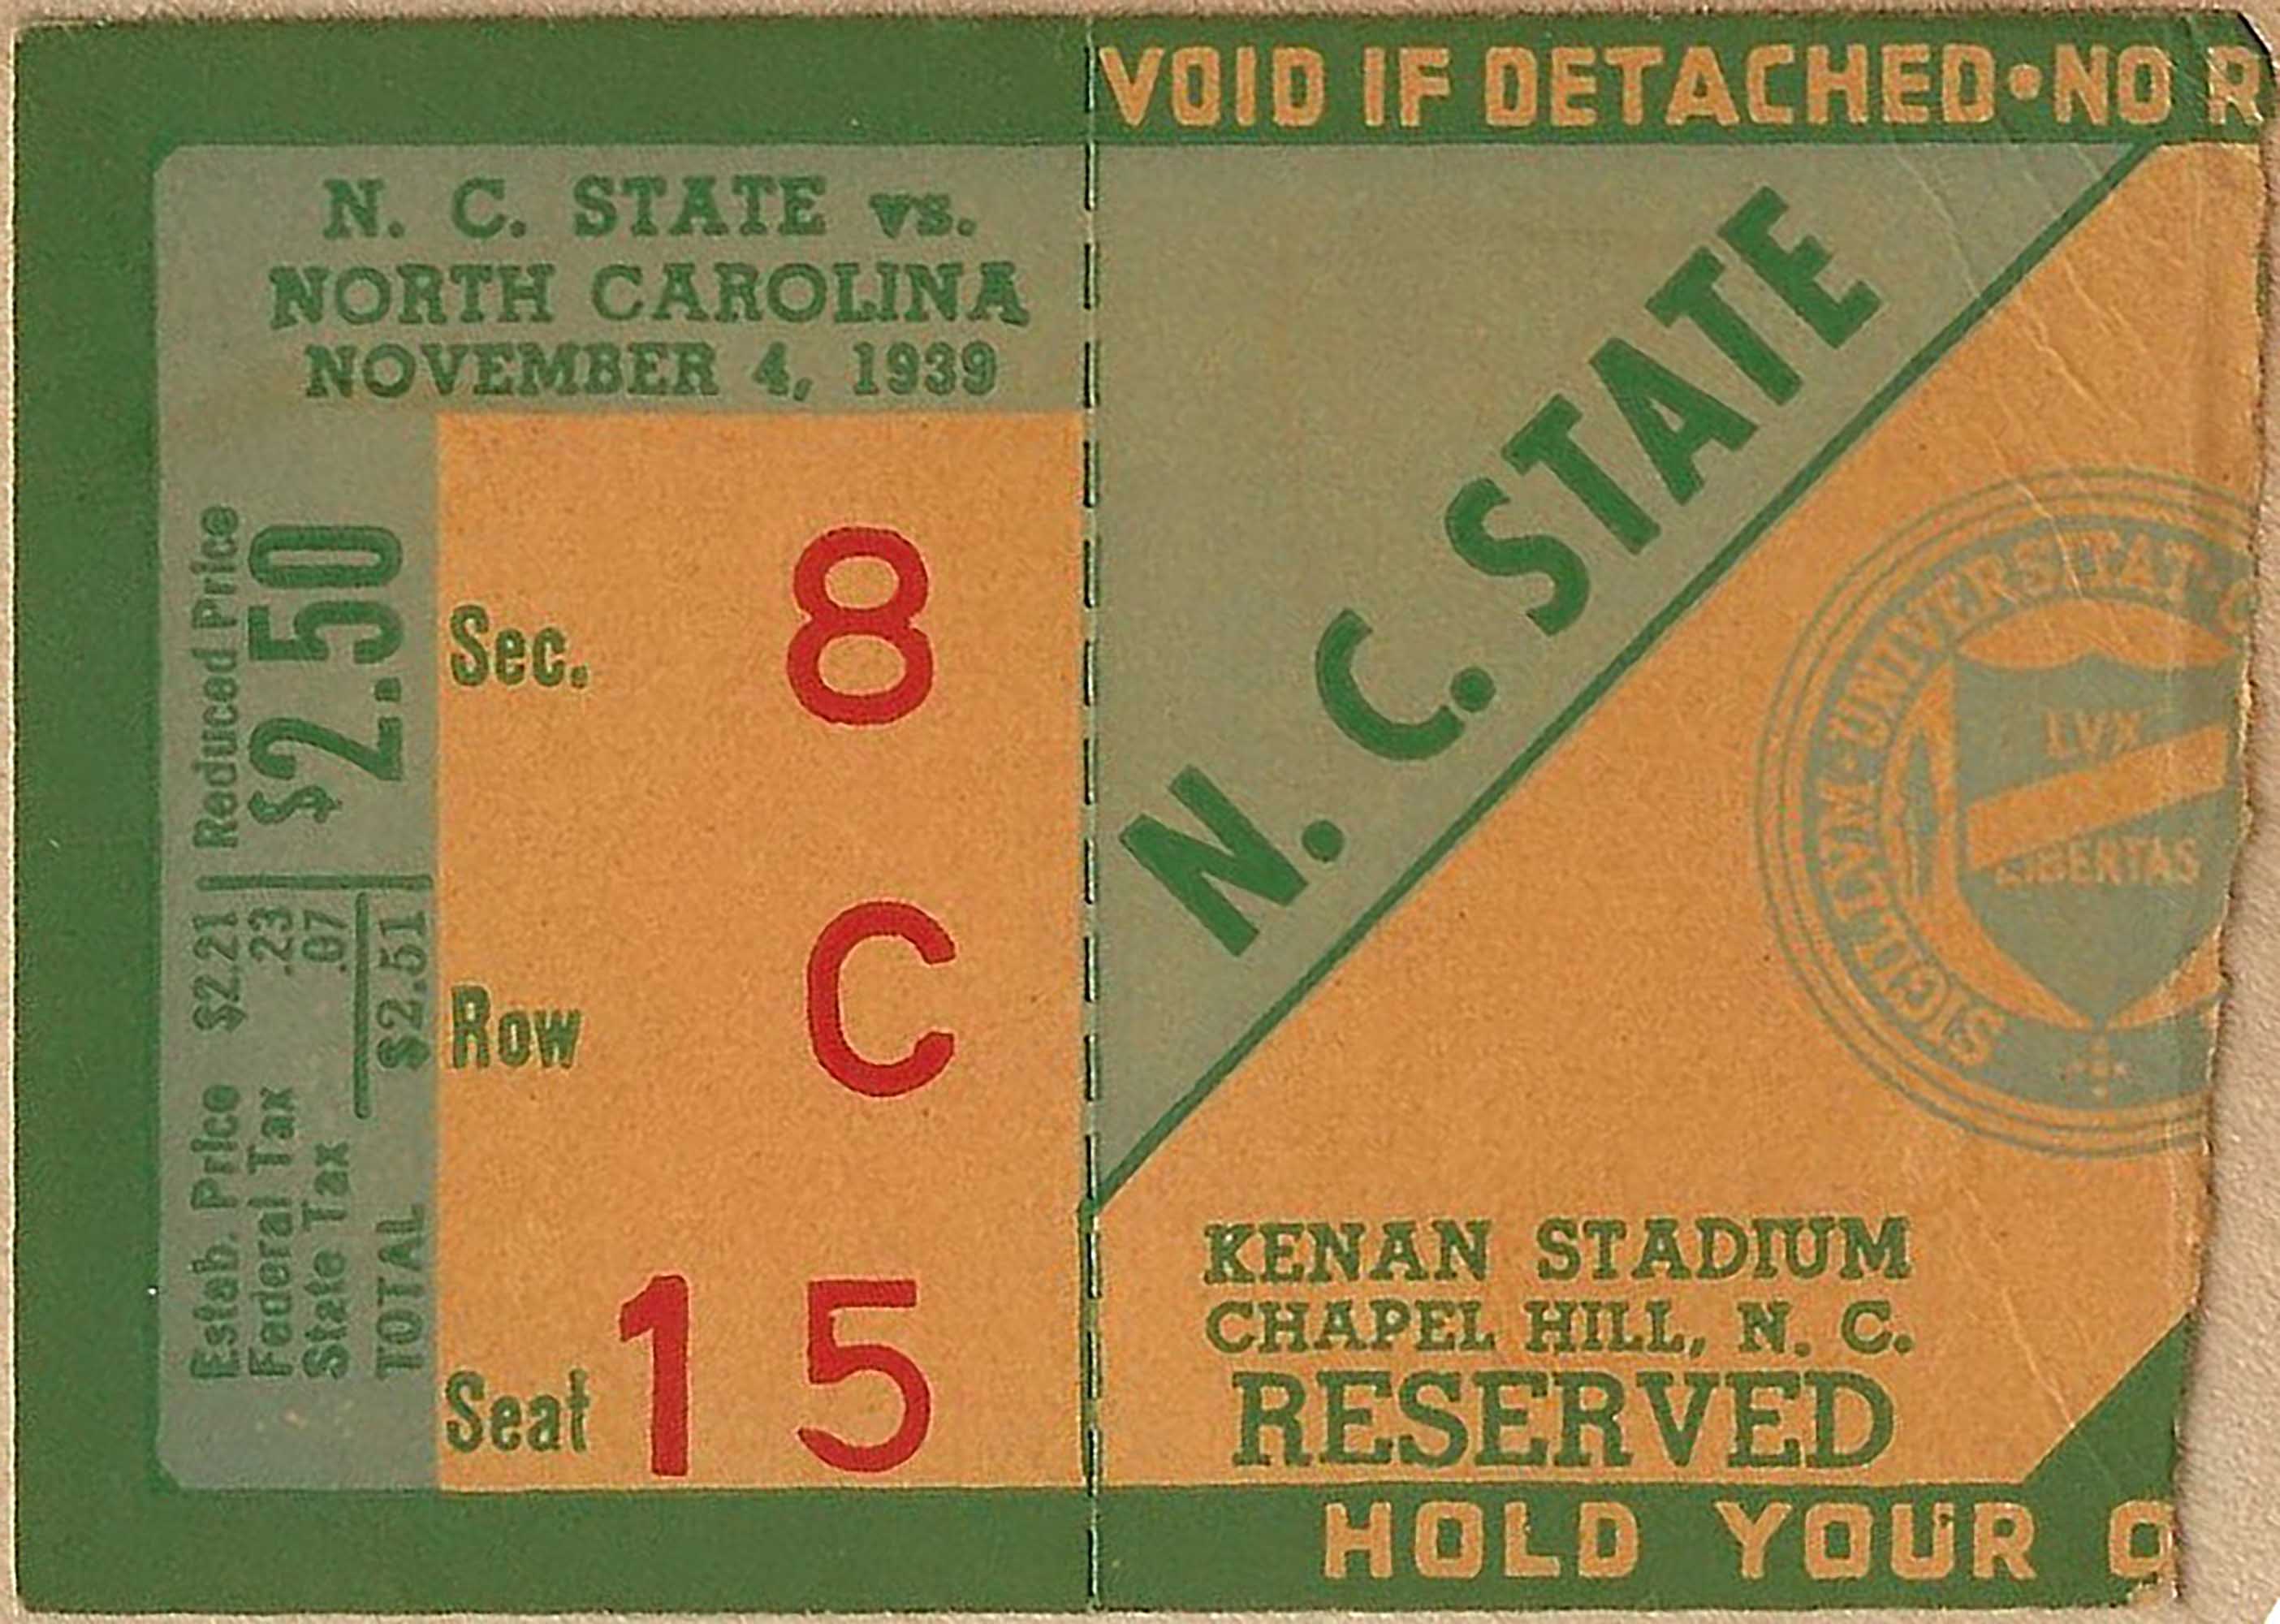 N. C. STATE vs.
NORTH CAROLINA
NOVEMBER 4, 1939
Estab. Price $2.21
Federal Tax .23
State Tax .07
TOTAL $2.51
Reduced Price
$2.50
Sec. 8
Row C
Seat 15
VOID IF DETACHED•NO R
N. C. STATE
SIGILLVM·UNIVERSITAT·C
LVX
LIBERTAS
KENAN STADIUM
CHAPEL HILL, N. C.
RESERVED
HOLD YOUR